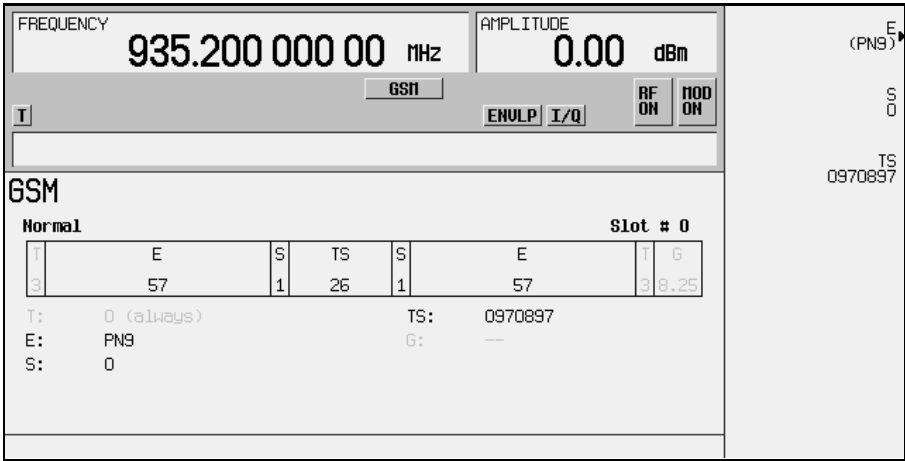 FREQUENCY
935.200 000 00 MHz
AMPLITUDE
0.00 dBm
E
(PN9)
GSM
RF ON
MOD ON
S
0
T
ENVLP I/Q
TS
0970897
GSM
Normal
Slot # 0
T E S TS S E T G
3 57 1 26 1 57 3 8.25
T: 0 (always)
TS: 0970897
E: PN9
G: --
S: 0